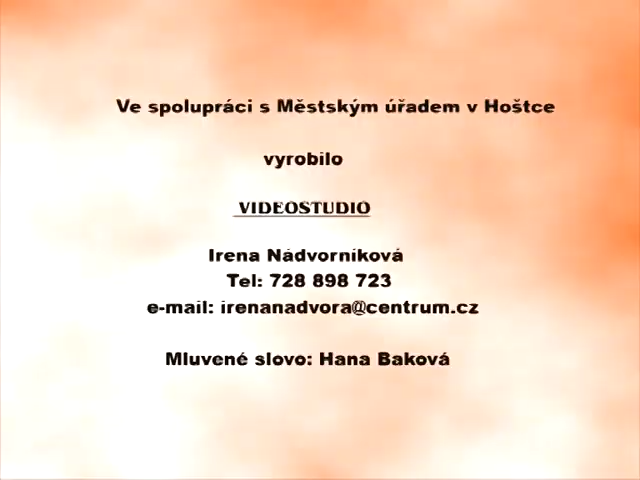 Ve spolupráci s Městským úřadem v Hoštce
vyrobilo
VIDEOSTUDIO
Irena Nádvorníková
Tel: 728 898 723
e-mail: irenanadvora@centrum.cz
Mluvené slovo: Hana Baková